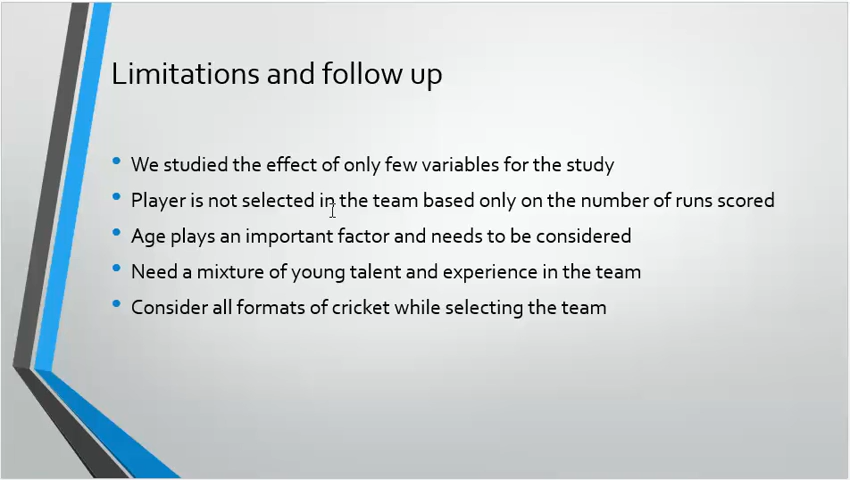 Limitations and follow up
• We studied the effect of only few variables for the study
• Player is not selected in the team based only on the number of runs scored
• Age plays an important factor and needs to be considered
• Need a mixture of young talent and experience in the team
• Consider all formats of cricket while selecting the team